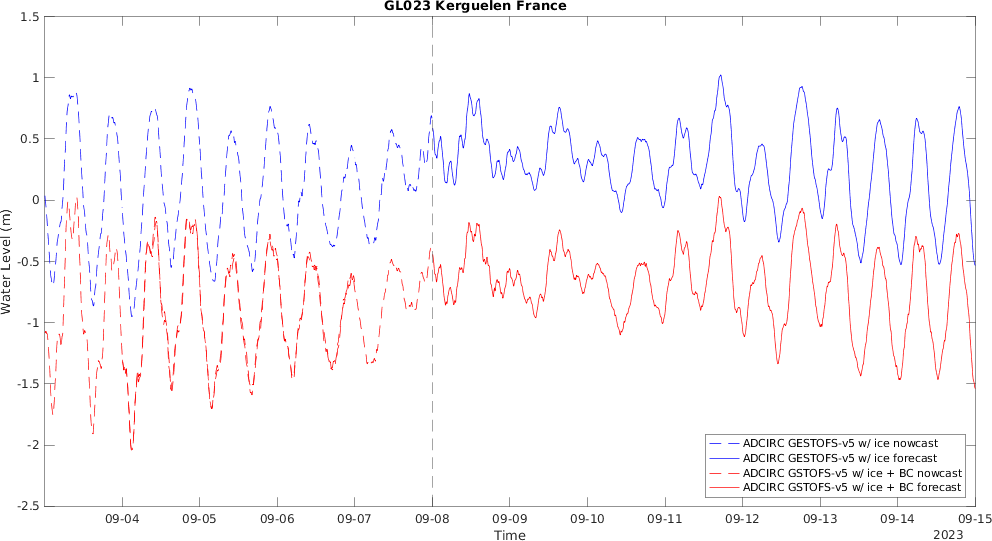 GL023 Kerguelen France
1.5
1
0.5
0
-0.5
-1
-1.5
-2
-2.5
Water Level (m)
09-04 09-05 09-06 09-07 09-08 09-09 09-10 09-11 09-12 09-13 09-14 09-15
Time
2023
ADCIRC GESTOFS-v5 w/ ice nowcast
ADCIRC GESTOFS-v5 w/ ice forecast
ADCIRC GSTOFS-v5 w/ ice + BC nowcast
ADCIRC GSTOFS-v5 w/ ice + BC forecast